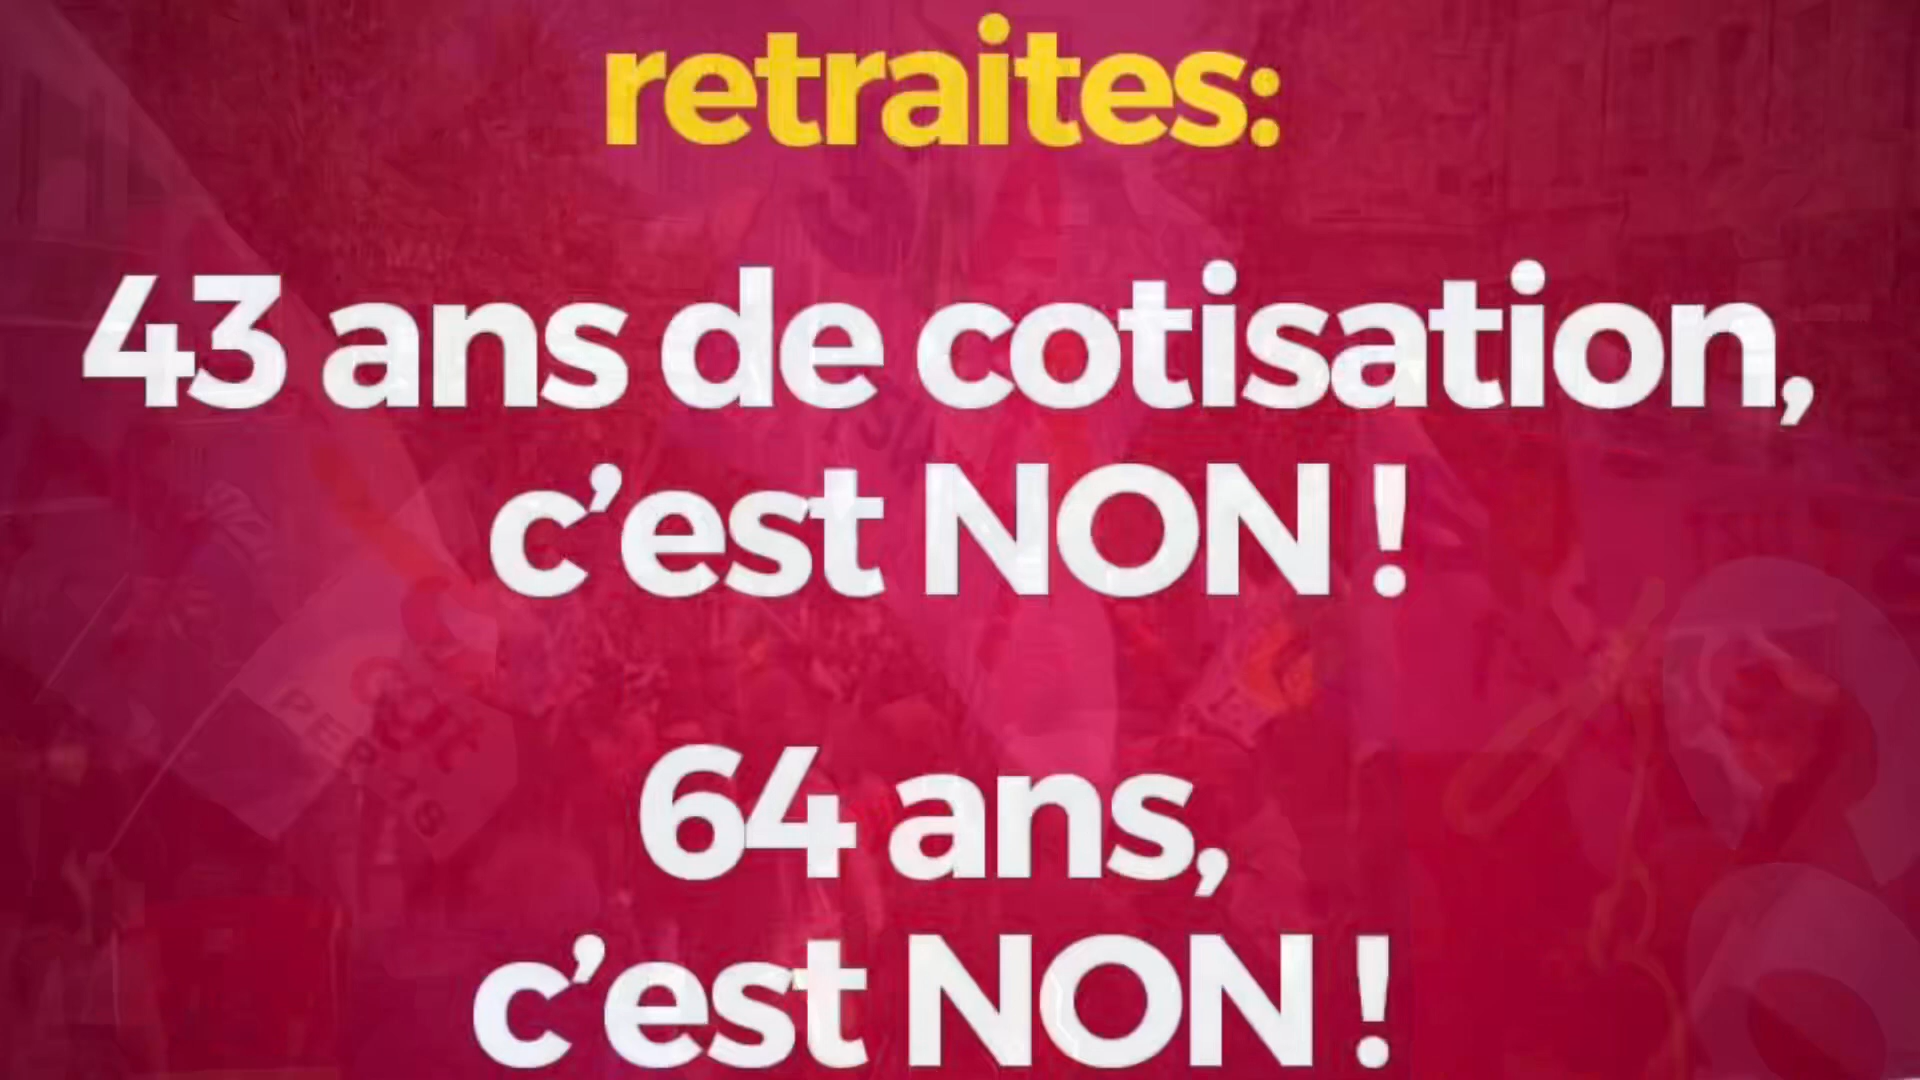 retraites:
43 ans de cotisation,
c’est NON !
64 ans,
c’est NON !